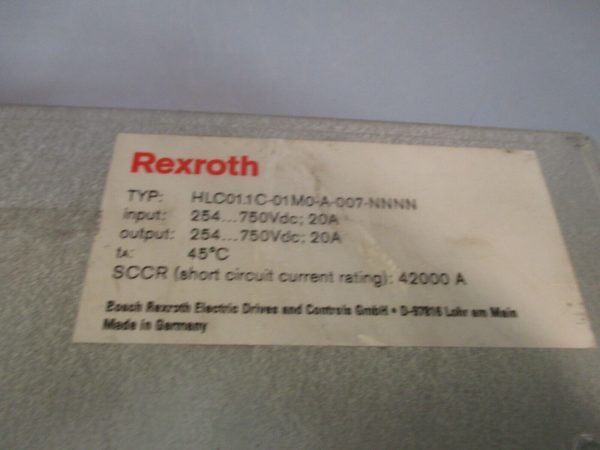 Rexroth
TYP: HLC01.1C-01M0-A-007-NNNN
input: 254...750Vdc; 20A
output: 254...750Vdc; 20A
tA: 45°C
SCCR (short circuit current rating): 42000 A
Bosch Rexroth Electric Drives and Controls GmbH • D-97816 Lohr am Main
Made in Germany